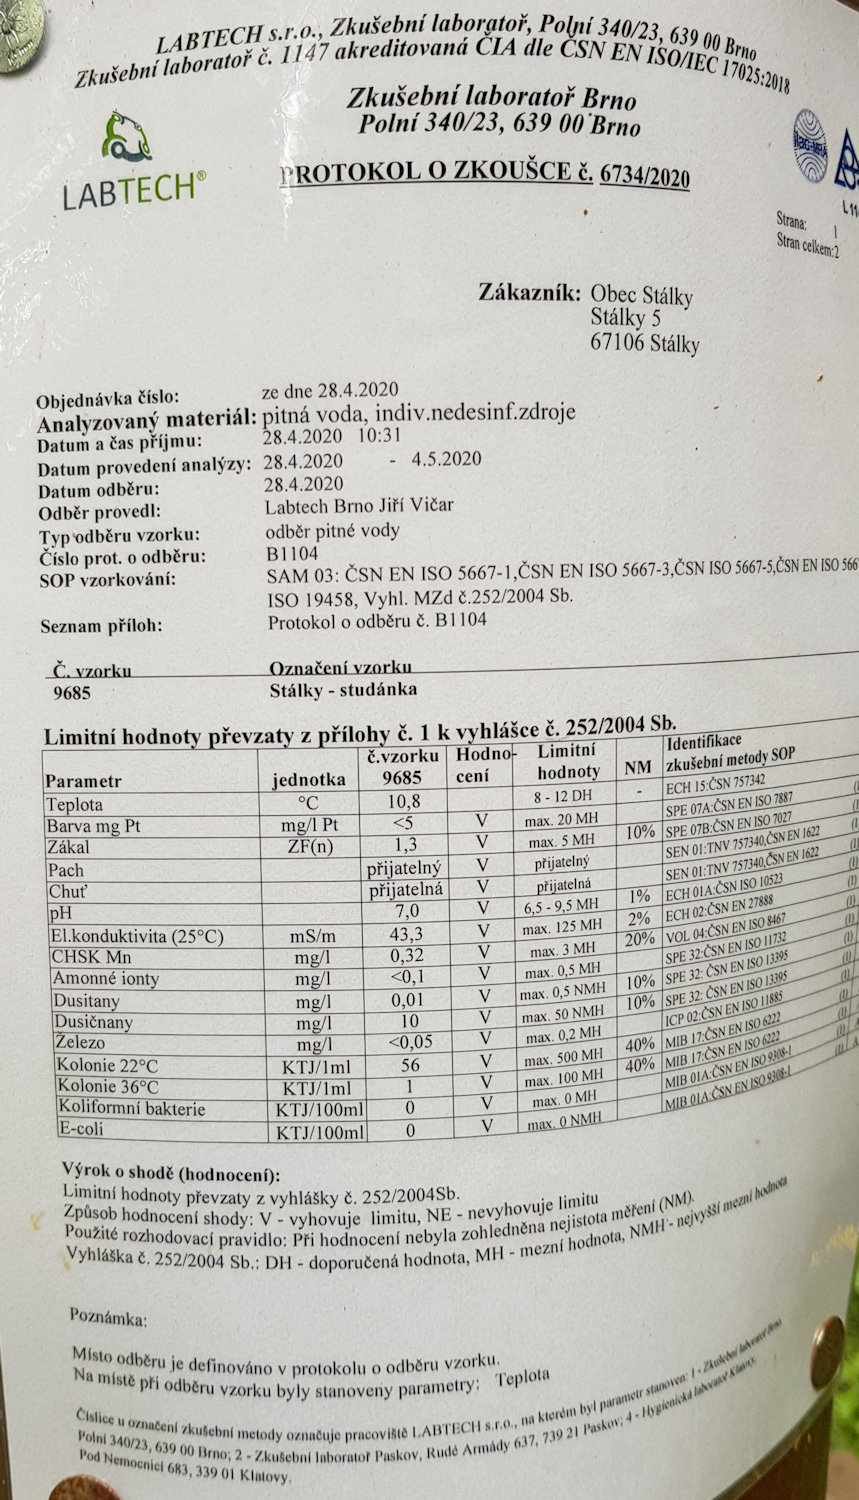 LABTECH s.r.o., Zkušební laboratoř, Polní 340/23, 639 00 Brno
Zkušební laboratoř č. 1147 akreditovaná ČIA dle ČSN EN ISO/IEC 17025:2018
Zkušební laboratoř Brno
Polní 340/23, 639 00 Brno
LABTECH®
ilac-MRA
PROTOKOL O ZKOUŠCE č. 6734/2020
L 11
Strana: 1
Stran celkem:2
Zákazník: Obec Stálky
Stálky 5
67106 Stálky
Objednávka číslo: ze dne 28.4.2020
Analyzovaný materiál: pitná voda, indiv.nedesinf.zdroje
Datum a čas příjmu: 28.4.2020 10:31
Datum provedení analýzy: 28.4.2020 - 4.5.2020
Datum odběru: 28.4.2020
Odběr provedl: Labtech Brno Jiří Vičar
Typ odběru vzorku: odběr pitné vody
Číslo prot. o odběru: B1104
SOP vzorkování: SAM 03: ČSN EN ISO 5667-1,ČSN EN ISO 5667-3,ČSN ISO 5667-5,ČSN EN ISO 566
ISO 19458, Vyhl. MZd č.252/2004 Sb.
Seznam příloh: Protokol o odběru č. B1104
Č. vzorku Označení vzorku
9685 Stálky - studánka
Limitní hodnoty převzaty z přílohy č. 1 k vyhlášce č. 252/2004 Sb.
Parametr jednotka č.vzorku 9685 Hodno- cení Limitní hodnoty NM Identifikace zkušební metody SOP
Teplota °C 10,8 8 - 12 DH - ECH 15:ČSN 757342
Barva mg Pt mg/l Pt <5 V max. 20 MH SPE 07A:ČSN EN ISO 7887
Zákal ZF(n) 1,3 V max. 5 MH 10% SPE 07B:ČSN EN ISO 7027
Pach přijatelný V přijatelný SEN 01:TNV 757340,ČSN EN 1622
Chuť přijatelná V přijatelná SEN 01:TNV 757340,ČSN EN 1622
pH 7,0 V 6,5 - 9,5 MH 1% ECH 01A:ČSN ISO 10523
El.konduktivita (25°C) mS/m 43,3 V max. 125 MH 2% ECH 02:ČSN EN 27888
CHSK Mn mg/l 0,32 V max. 3 MH 20% VOL 04:ČSN EN ISO 8467
Amonné ionty mg/l <0,1 V max. 0,5 MH SPE 32:ČSN EN ISO 11732
Dusitany mg/l 0,01 V max. 0,5 NMH 10% SPE 32: ČSN EN ISO 13395
Dusičnany mg/l 10 V max. 50 NMH 10% SPE 32: ČSN EN ISO 13395
Železo mg/l <0,05 V max. 0,2 MH ICP 02:ČSN EN ISO 11885
Kolonie 22°C KTJ/1ml 56 V max. 500 MH 40% MIB 17:ČSN EN ISO 6222
Kolonie 36°C KTJ/1ml 1 V max. 100 MH 40% MIB 17:ČSN EN ISO 6222
Koliformní bakterie KTJ/100ml 0 V max. 0 MH MIB 01A:ČSN EN ISO 9308-1
E-coli KTJ/100ml 0 V max. 0 NMH MIB 01A:ČSN EN ISO 9308-1
Výrok o shodě (hodnocení):
Limitní hodnoty převzaty z vyhlášky č. 252/2004Sb.
Způsob hodnocení shody: V - vyhovuje limitu, NE - nevyhovuje limitu
Použité rozhodovací pravidlo: Při hodnocení nebyla zohledněna nejistota měření (NM).
Vyhláška č. 252/2004 Sb.: DH - doporučená hodnota, MH - mezní hodnota, NMH - nejvyšší mezní hodnota
Poznámka:
Místo odběru je definováno v protokolu o odběru vzorku.
Na místě při odběru vzorku byly stanoveny parametry: Teplota
Číslice u označení zkušební metody označuje pracoviště LABTECH s.r.o., na kterém byl parametr stanoven: 1 - Zkušební laboratoř Brno,
Polní 340/23, 639 00 Brno; 2 - Zkušební laboratoř Paskov, Rudé Armády 637, 739 21 Paskov; 4 - Hygienická laboratoř Klatovy,
Pod Nemocnicí 683, 339 01 Klatovy.